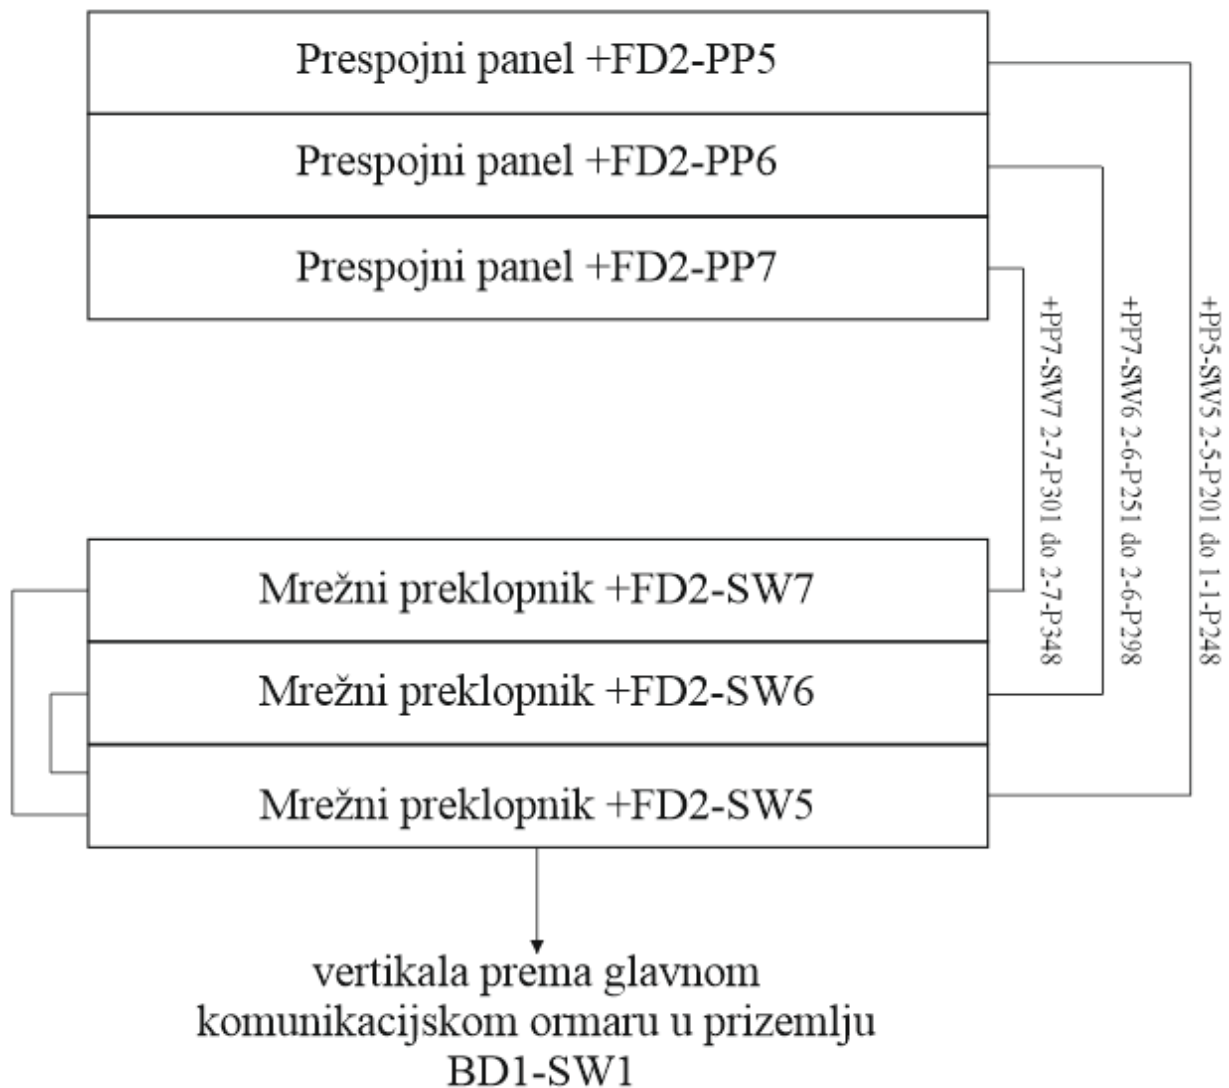 Prespojni panel +FD2-PP5
Prespojni panel +FD2-PP6
Prespojni panel +FD2-PP7
+PP7-SW7 2-7-P301 do 2-7-P348
+PP7-SW6 2-6-P251 do 2-6-P298
+PP5-SW5 2-5-P201 do 1-1-P248
Mrežni preklopnik +FD2-SW7
Mrežni preklopnik +FD2-SW6
Mrežni preklopnik +FD2-SW5
vertikala prema glavnom
komunikacijskom ormaru u prizemlju
BD1-SW1